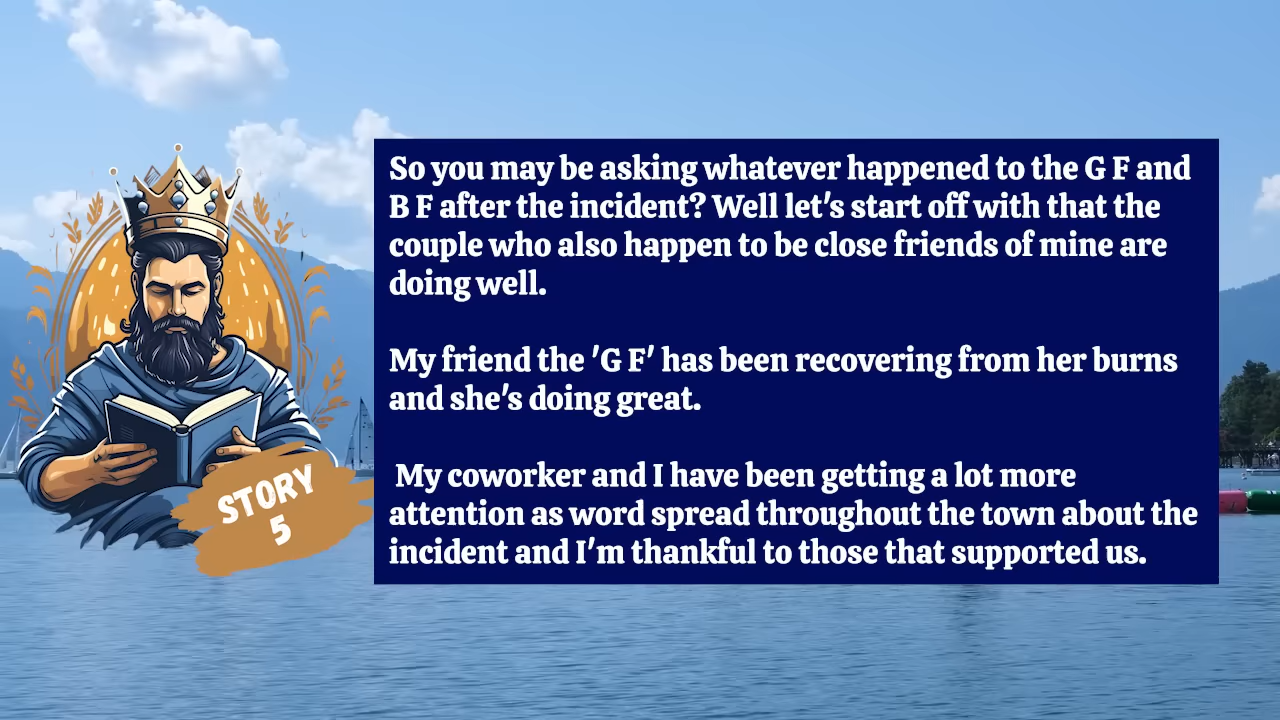 So you may be asking whatever happened to the G F and
B F after the incident? Well let's start off with that the
couple who also happen to be close friends of mine are
doing well.
My friend the 'G F' has been recovering from her burns
and she's doing great.
My coworker and I have been getting a lot more
attention as word spread throughout the town about the
incident and I'm thankful to those that supported us.
STORY
5